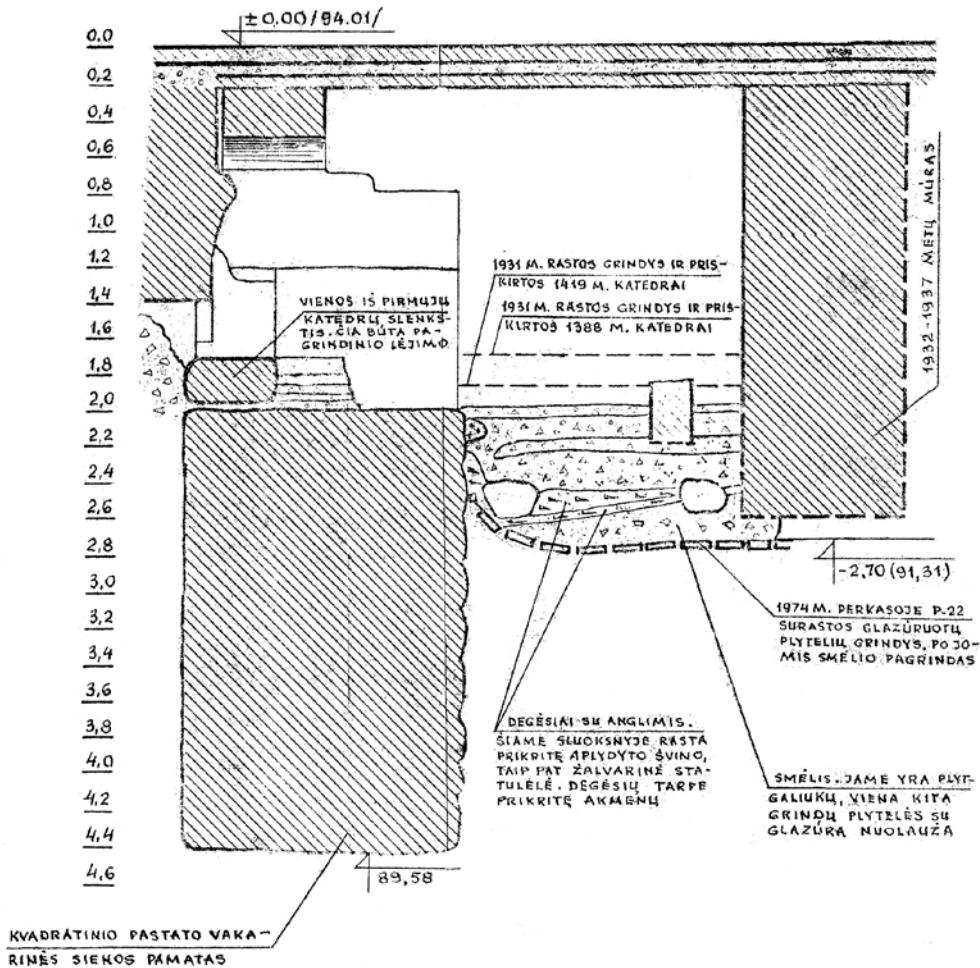 ± 0.00/94.01/
0.0
0,2
0,4
0,6
0,8
1,0
1,2
1,4
1,6
1,8
2,0
2,2
2,4
2,6
2,8
3,0
3,2
3,4
3,6
3,8
4,0
4,2
4,4
4,6
1931 M. RASTOS GRINDYS IR PRIS-
KIRTOS 1419 M. KATEDRAI
1931 M. RASTOS GRINDYS IR PRIS-
KIRTOS 1388 M. KATEDRAI
VIENOS IŠ PIRMŲJŲ
KATEDRŲ SLENKS-
TIS. ČIA BŪTA PA-
GRINDINIO ĮĖJIMO
1932-1937 METŲ MŪRAS
-2,70 (91,31)
1974 M. PERKASOJE P-22
SURASTOS GLAZŪRUOTŲ
PLYTELIŲ GRINDYS, PO JO-
MIS SMĖLIO PAGRINDAS
DEGĖSIAI SU ANGLIMIS.
ŠIAME SLUOKSNYJE RASTA
PRIKRITĘ APLYDYTO ŠVINO,
TAIP PAT ŽALVARINĖ STA-
TULĖLĖ. DEGĖSIŲ TARPE
PRIKRITĘ AKMENŲ
SMĖLIS. JAME YRA PLYT-
GALIUKŲ, VIENA KITA
GRINDŲ PLYTELĖS SU
GLAZŪRA NUOLAUŽA
89,58
KVADRATINIO PASTATO VAKA-
RINĖS SIENOS PAMATAS